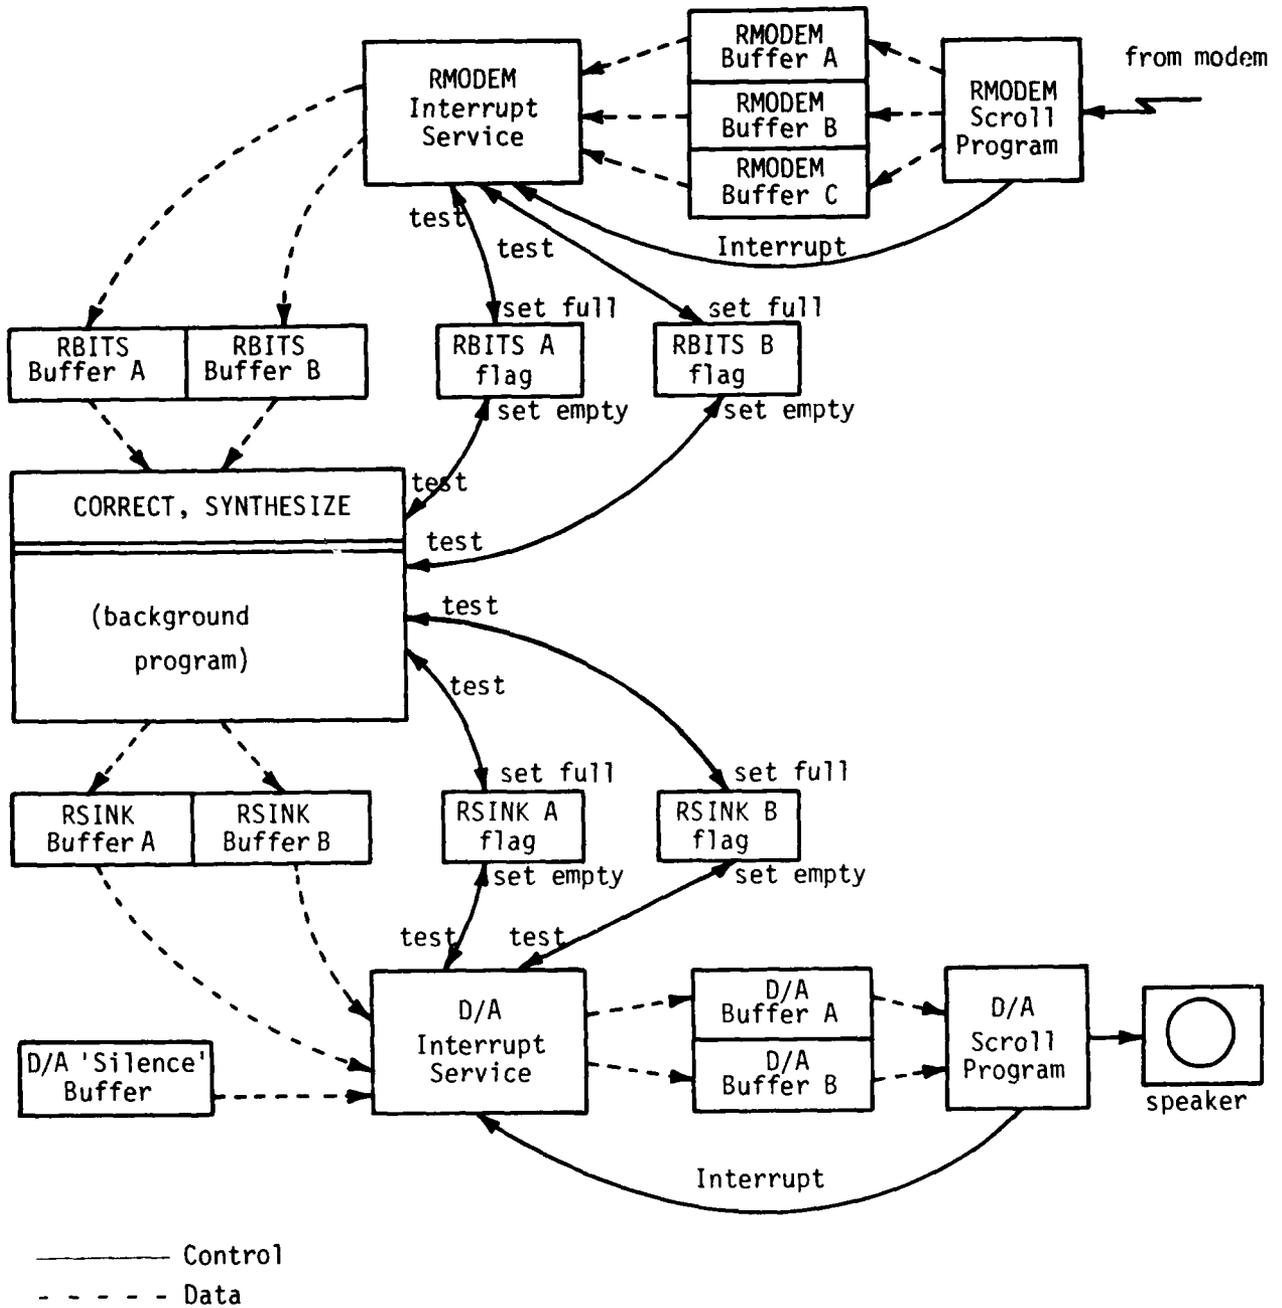 RMODEM
Buffer A
RMODEM
Buffer B
RMODEM
Buffer C
RMODEM
Interrupt
Service
RMODEM
Scroll
Program
from modem
test
test
Interrupt
set full
set full
RBITS
Buffer A
RBITS
Buffer B
RBITS A
flag
RBITS B
flag
set empty
set empty
test
test
CORRECT, SYNTHESIZE
(background
program)
test
test
set full
set full
RSINK
Buffer A
RSINK
Buffer B
RSINK A
flag
RSINK B
flag
set empty
set empty
test
test
D/A 'Silence'
Buffer
D/A
Interrupt
Service
D/A
Buffer A
D/A
Buffer B
D/A
Scroll
Program
speaker
Interrupt
Control
Data